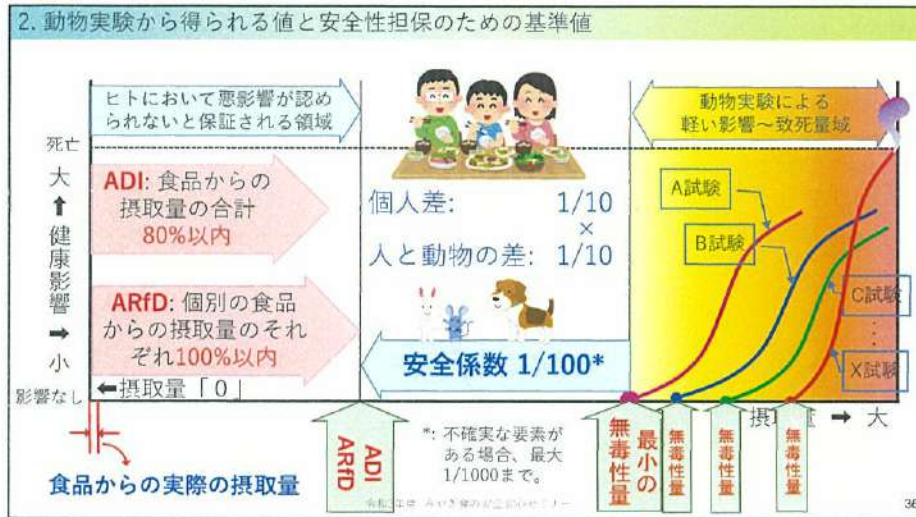 2. 動物実験から得られる値と安全性担保のための基準値
ヒトにおいて悪影響が認め
られないと保証される領域
動物実験による
軽い影響～致死量域
死亡
大
↑
健康影響
↓
小
影響なし
ADI: 食品からの
摂取量の合計
80%以内
ARfD: 個別の食品
からの摂取量のそれ
ぞれ100%以内
←摂取量「0」
個人差: 1/10
×
人と動物の差: 1/10
安全係数 1/100*
A試験
B試験
C試験
⋮
X試験
摂取量 → 大
食品からの実際の摂取量
ADI
ARfD
*: 不確実な要素が
ある場合、最大
1/1000まで。
最小の
無毒性量
無毒性量
無毒性量
無毒性量
36